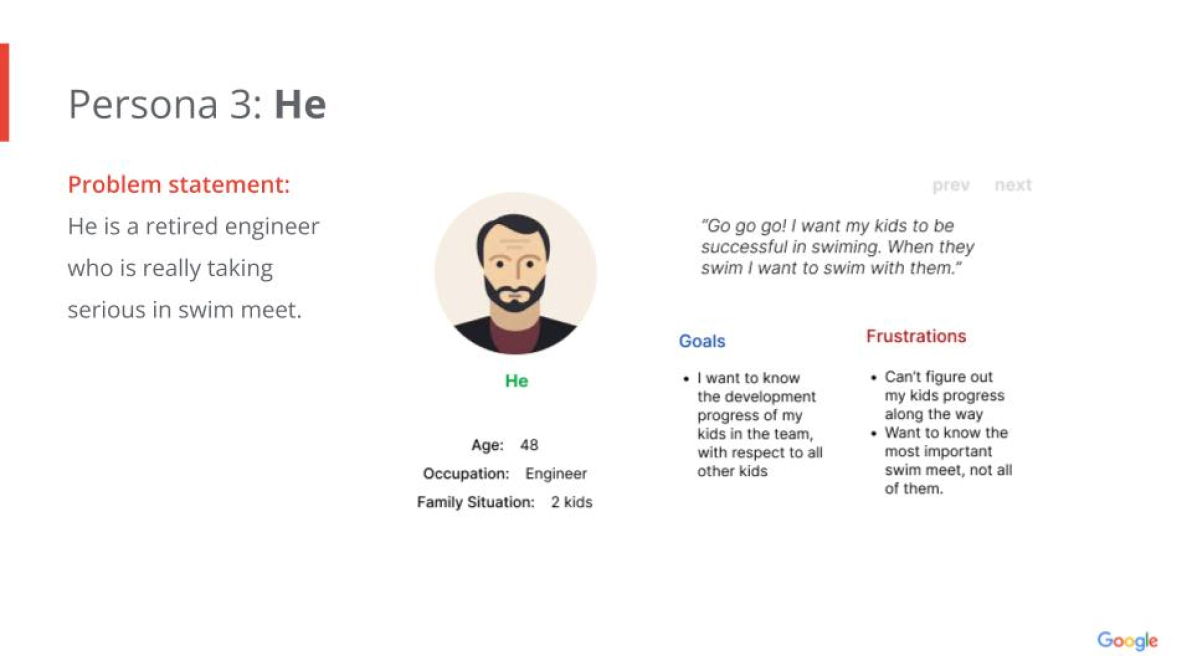 Persona 3: He
Problem statement:
He is a retired engineer
who is really taking
serious in swim meet.
He
Age: 48
Occupation: Engineer
Family Situation: 2 kids
prev next
“Go go go! I want my kids to be
successful in swiming. When they
swim I want to swim with them.”
Goals
• I want to know
the development
progress of my
kids in the team,
with respect to all
other kids
Frustrations
• Can’t figure out
my kids progress
along the way
• Want to know the
most important
swim meet, not all
of them.
Google